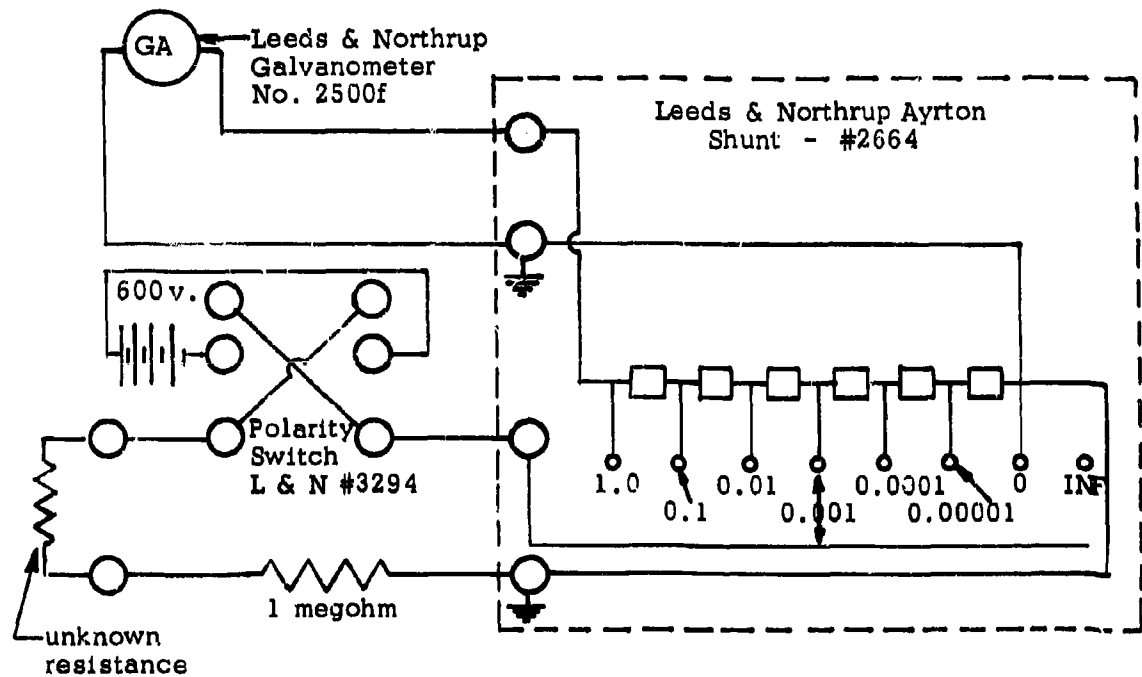 GA
Leeds & Northrup
Galvanometer
No. 2500f
Leeds & Northrup Ayrton
Shunt - #2664
600 v.
Polarity
Switch
L & N #3294
1.0
0.1
0.01
0.001
0.0001
0.00001
0
INF
1 megohm
unknown
resistance